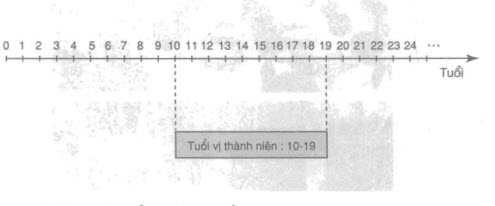 0 1 2 3 4 5 6 7 8 9 10 11 12 13 14 15 16 17 18 19 20 21 22 23 24 ...
Tuổi
Tuổi vị thành niên : 10-19